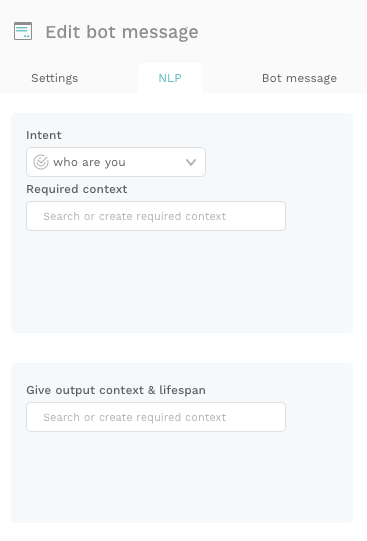 Edit bot message
Settings
NLP
Bot message
Intent
who are you
Required context
Search or create required context
Give output context & lifespan
Search or create required context